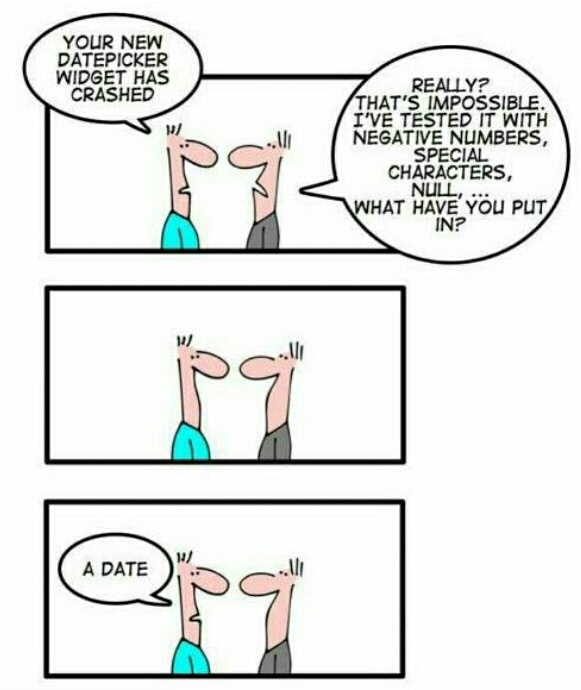 YOUR NEW
DATEPICKER
WIDGET HAS
CRASHED
REALLY?
THAT'S IMPOSSIBLE.
I'VE TESTED IT WITH
NEGATIVE NUMBERS,
SPECIAL
CHARACTERS,
NULL, ...
WHAT HAVE YOU PUT
IN?
A DATE